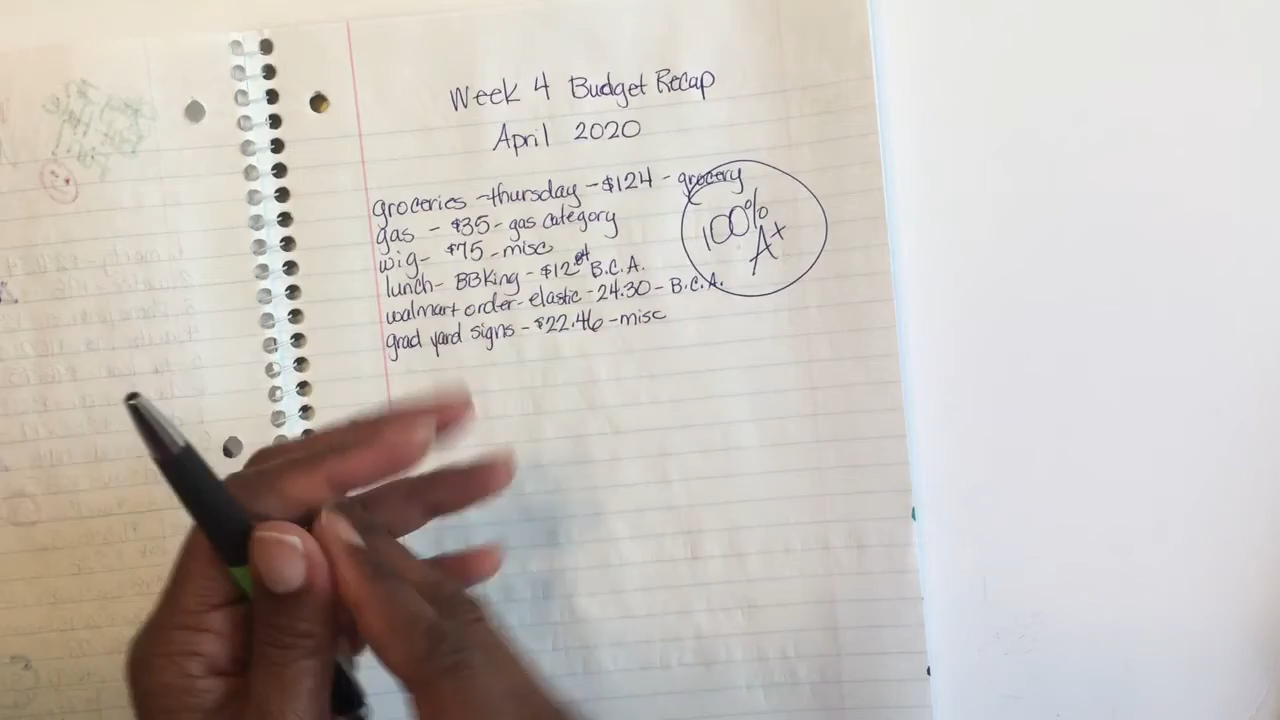 Week 4 Budget Recap
April 2020
groceries - thursday - $124 - grocery
gas - $35 - gas category
wig - $75 - misc
lunch - BBKing - $12 B.C.A.
walmart order - elastic - 24.30 - B.C.A.
grad yard signs - $22.46 - misc
100%
A+